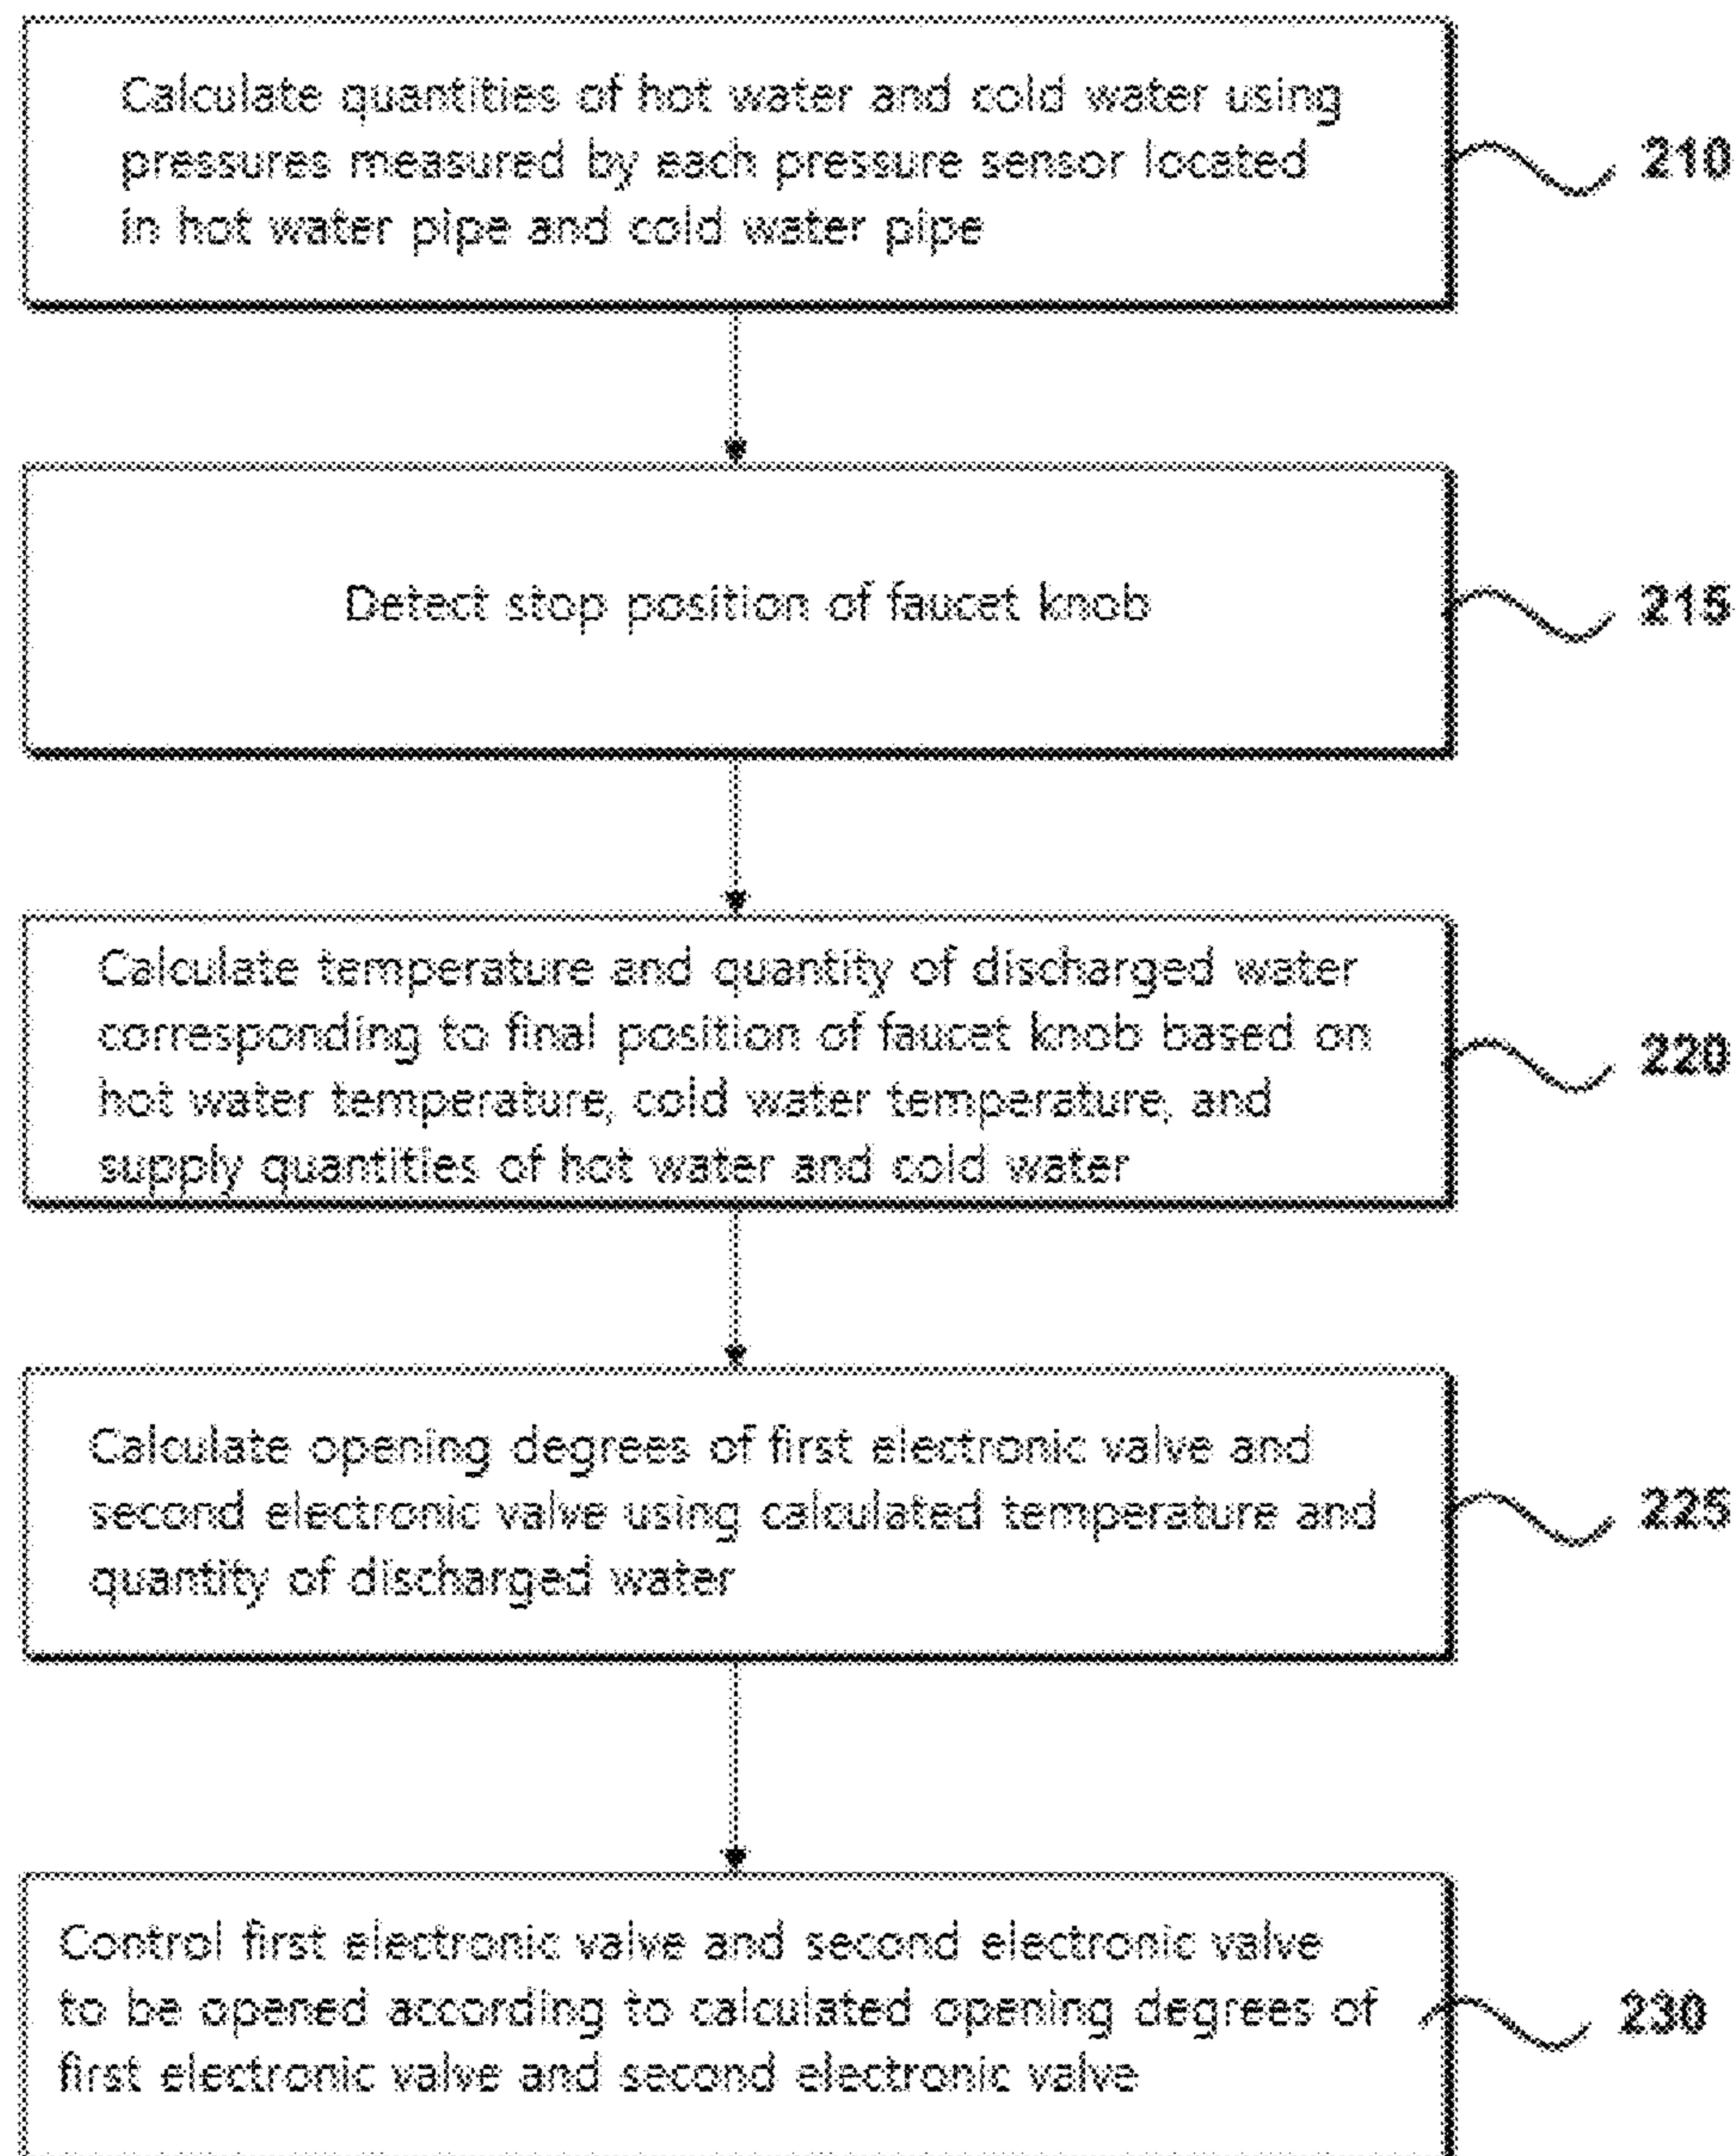 Calculate quantities of hot water and cold water using
pressures measured by each pressure sensor located
in hot water pipe and cold water pipe
210
Detect stop position of faucet knob
215
Calculate temperature and quantity of discharged water
corresponding to final position of faucet knob based on
hot water temperature, cold water temperature, and
supply quantities of hot water and cold water
220
Calculate opening degrees of first electronic valve and
second electronic valve using calculated temperature and
quantity of discharged water
225
Control first electronic valve and second electronic valve
to be opened according to calculated opening degrees of
first electronic valve and second electronic valve
230